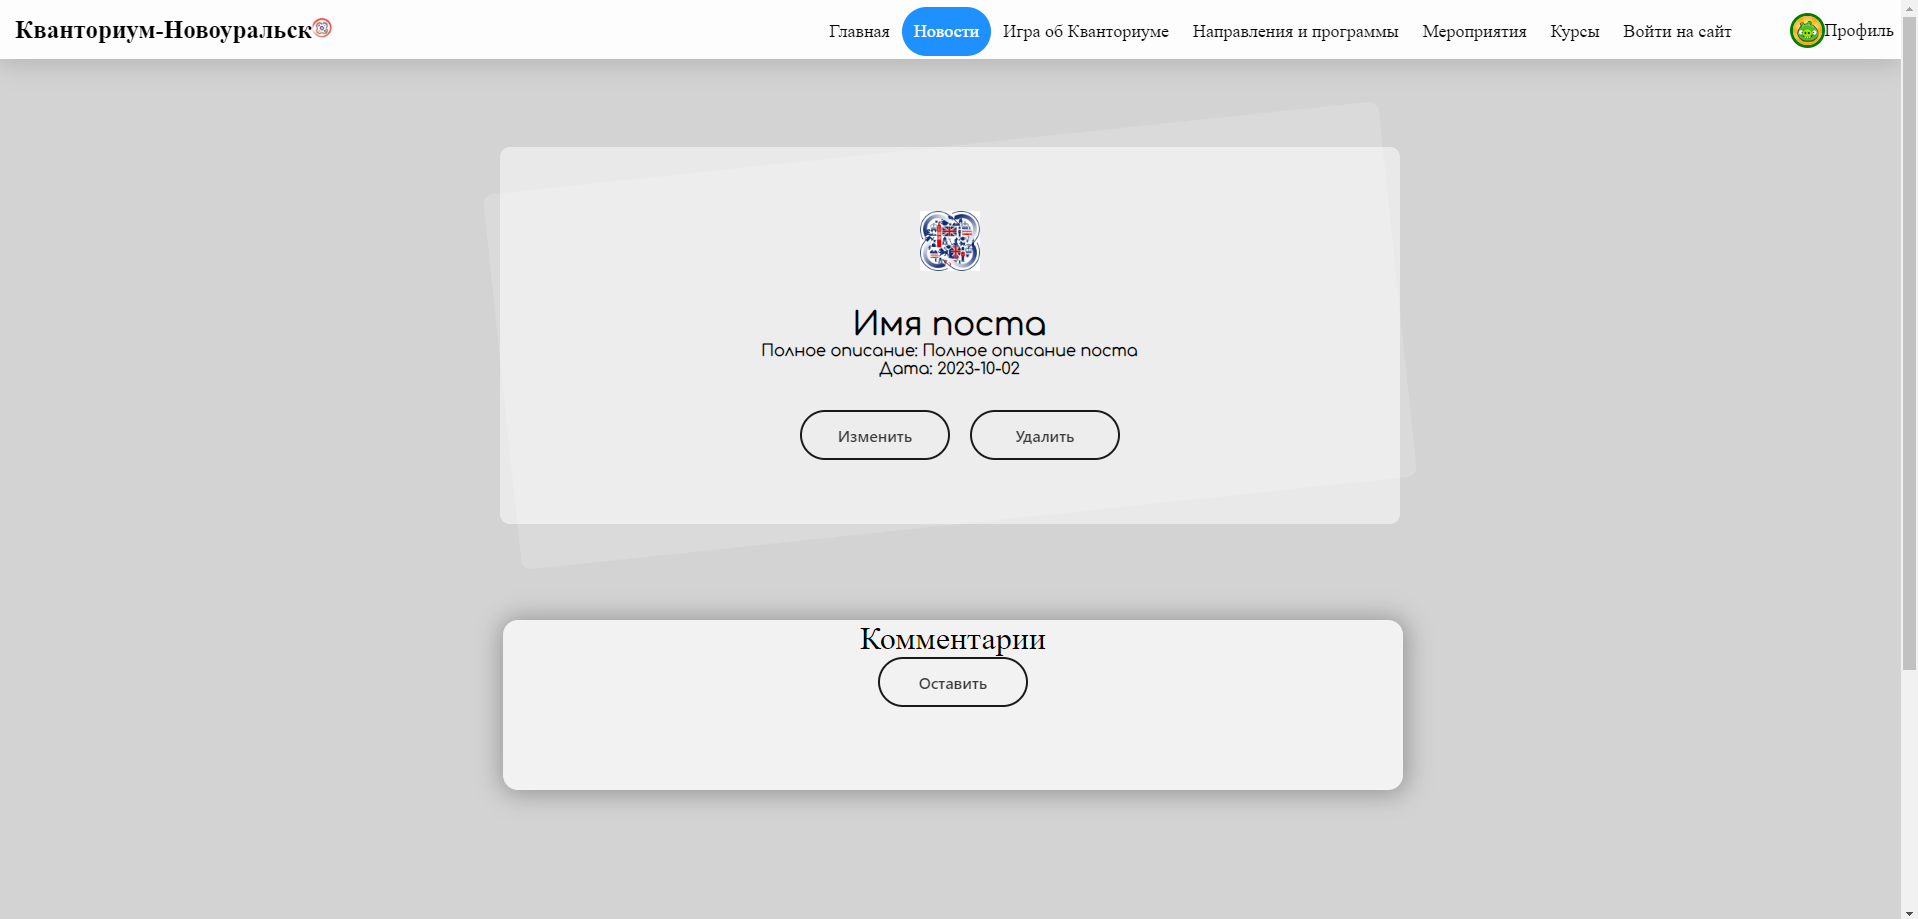 Кванториум-Новоуральск
Главная Новости Игра об Кванториуме Направления и программы Мероприятия Курсы Войти на сайт Профиль
Имя поста
Полное описание: Полное описание поста
Дата: 2023-10-02
Изменить Удалить
Комментарии
Оставить